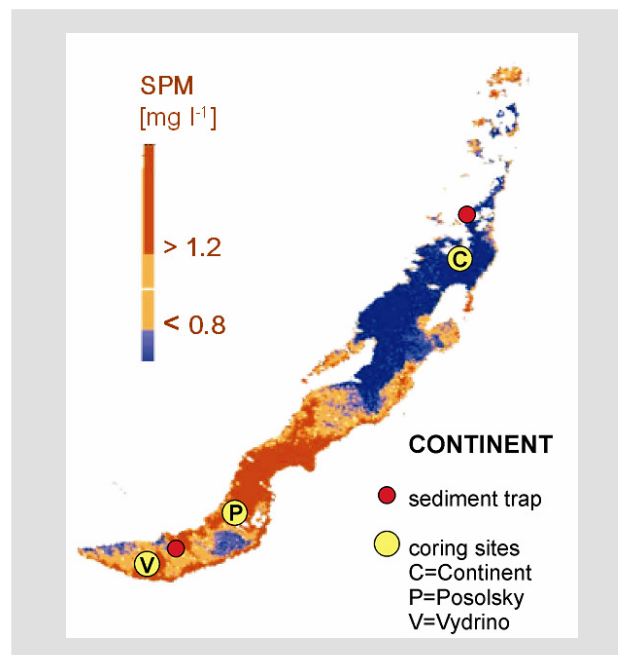 SPM
[mg l-1]
> 1.2
< 0.8
C
P
V
CONTINENT
sediment trap
coring sites
C=Continent
P=Posolsky
V=Vydrino